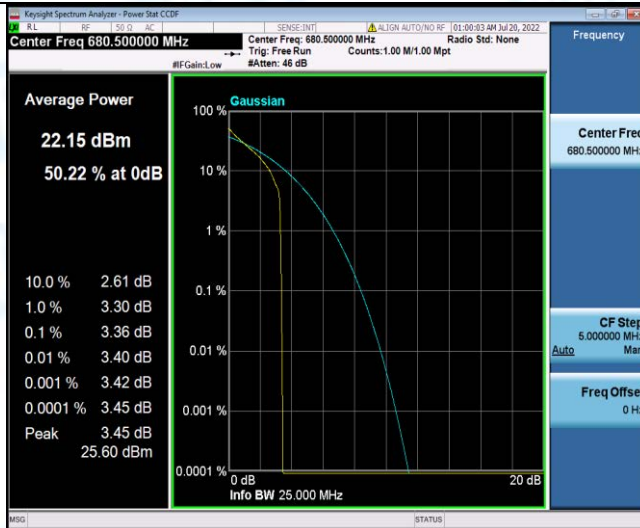 Keysight Spectrum Analyzer - Power Stat CCDF
RL RF 50 Ω AC SENSE:INT ALIGN AUTO/NO RF 01:00:03 AM Jul 20, 2022
Center Freq 680.500000 MHz
Center Freq: 680.500000 MHz Radio Std: None
Trig: Free Run Counts:1.00 M/1.00 Mpt
#IFGain:Low #Atten: 46 dB
Frequency
Average Power
22.15 dBm
50.22 % at 0dB
10.0 % 2.61 dB
1.0 % 3.30 dB
0.1 % 3.36 dB
0.01 % 3.40 dB
0.001 % 3.42 dB
0.0001 % 3.45 dB
Peak 3.45 dB
25.60 dBm
Gaussian
100 %
10 %
1 %
0.1 %
0.01 %
0.001 %
0.0001 %
0 dB 20 dB
Info BW 25.000 MHz
Center Freq
680.500000 MHz
CF Step
5.000000 MHz
Auto Man
Freq Offset
0 Hz
MSG STATUS